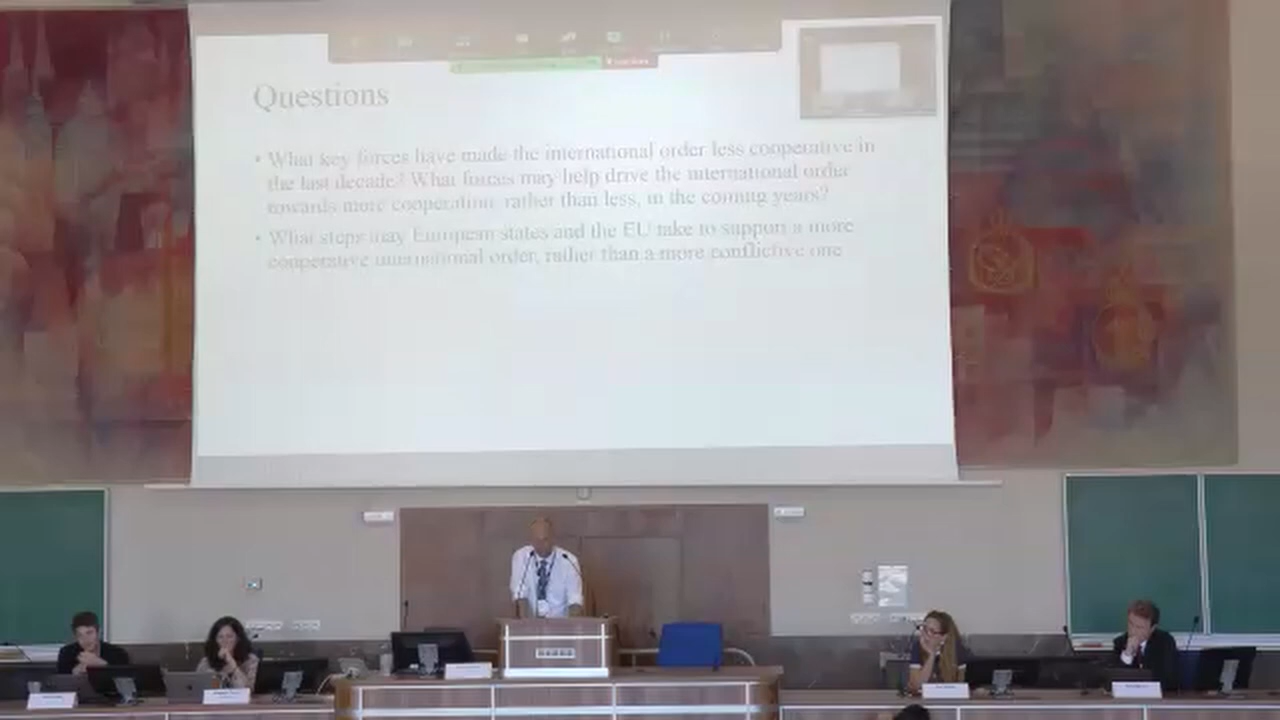 Questions
• What key forces have made the international order less cooperative in
the last decade? What forces may help drive the international order
towards more cooperation, rather than less, in the coming years?
• What steps may European states and the EU take to support a more
cooperative international order, rather than a more conflictive one